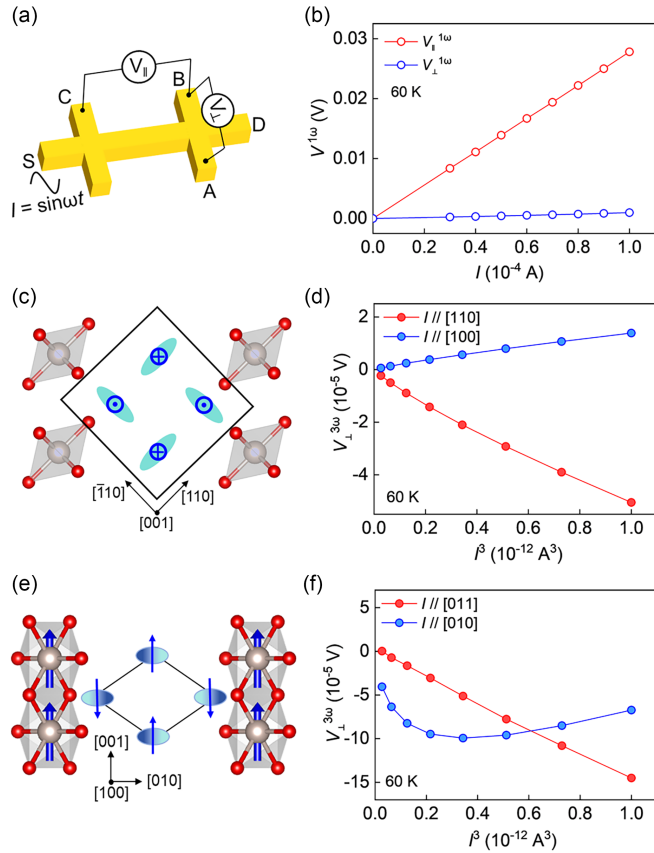 (a)
V∥
B
C
V⊥
D
S
A
I = sinωt
(b)
V∥¹ω
V⊥¹ω
60 K
V¹ω (V)
0.03
0.02
0.01
0.00
0.0 0.2 0.4 0.6 0.8 1.0
I (10⁻⁴ A)
(c)
[1̅10]
[110]
[001]
(d)
I // [110]
I // [100]
V⊥³ω (10⁻⁵ V)
2
0
-2
-4
60 K
0.0 0.2 0.4 0.6 0.8 1.0
I³ (10⁻¹² A³)
(e)
[001]
[010]
[100]
(f)
I // [011]
I // [010]
V⊥³ω (10⁻⁵ V)
5
0
-5
-10
-15
60 K
0.0 0.2 0.4 0.6 0.8 1.0
I³ (10⁻¹² A³)